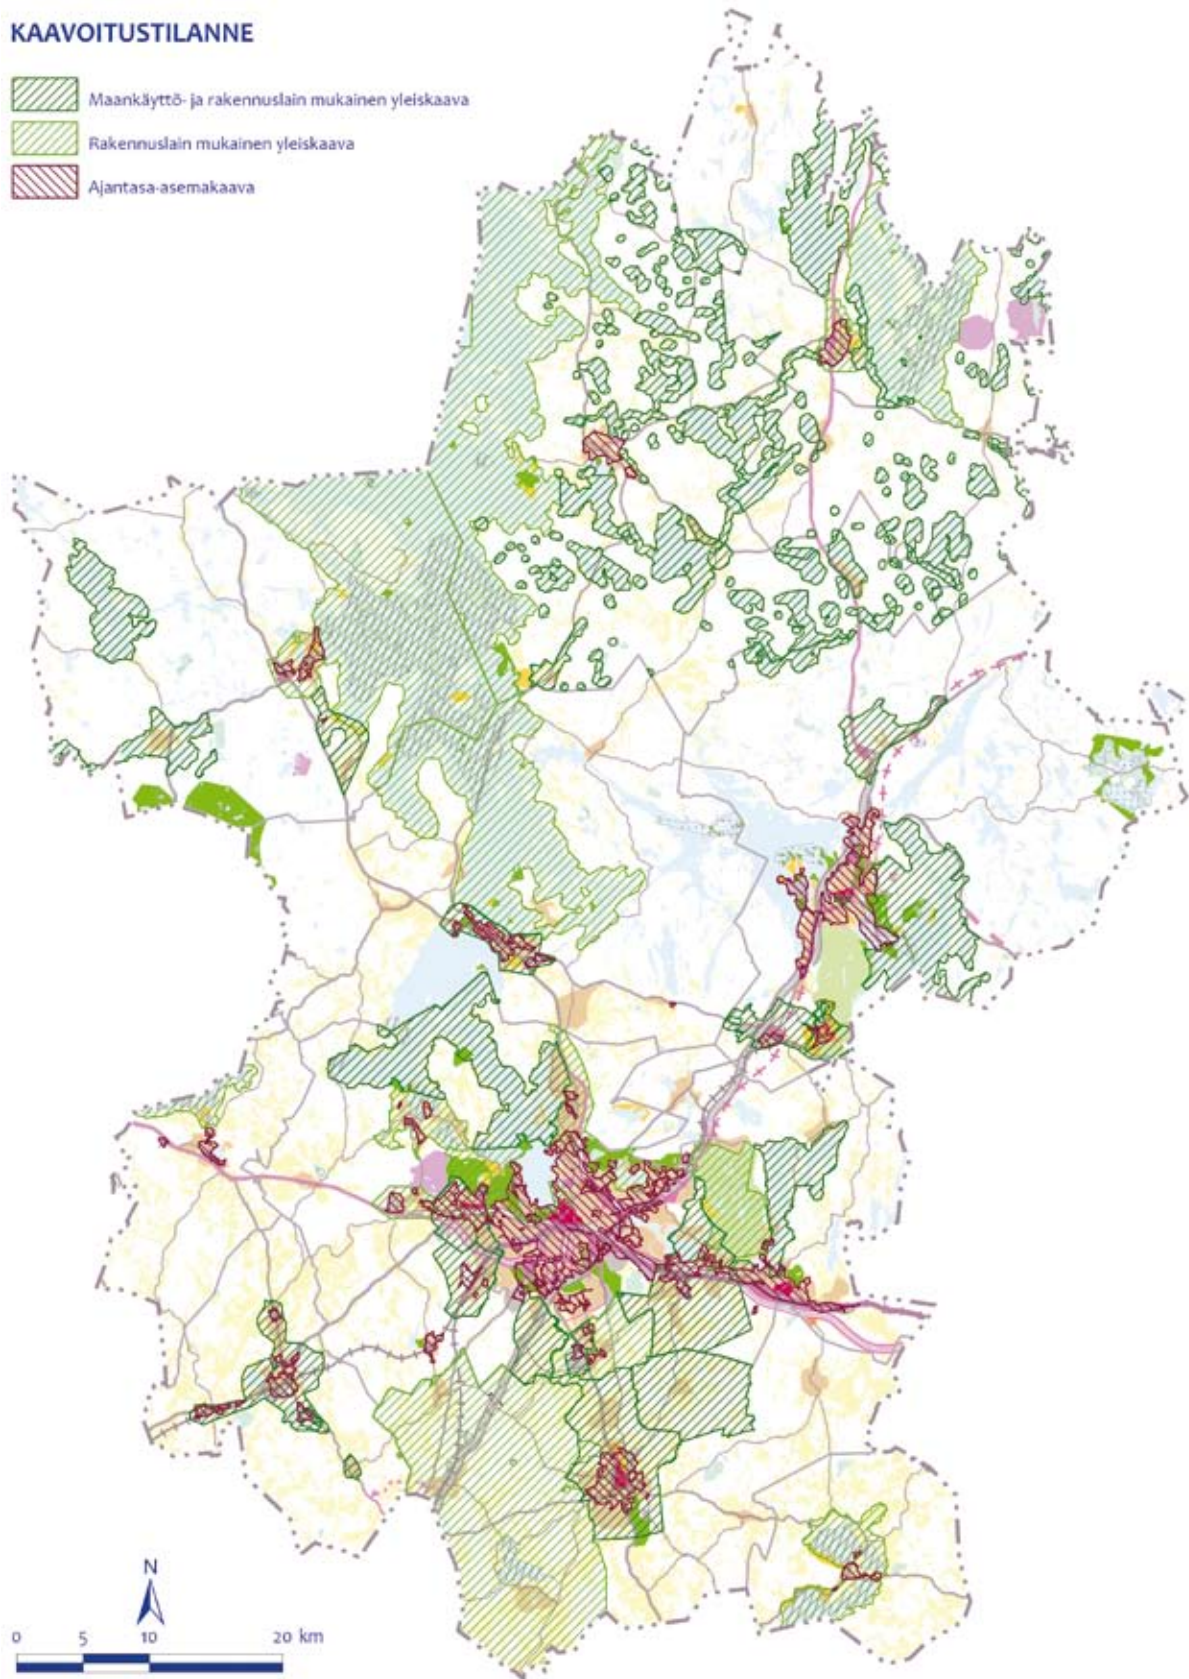 KAAVOITUSTILANNE
Maankäyttö- ja rakennuslain mukainen yleiskaava
Rakennuslain mukainen yleiskaava
Ajantasa-asemakaava
N
0 5 10 20 km